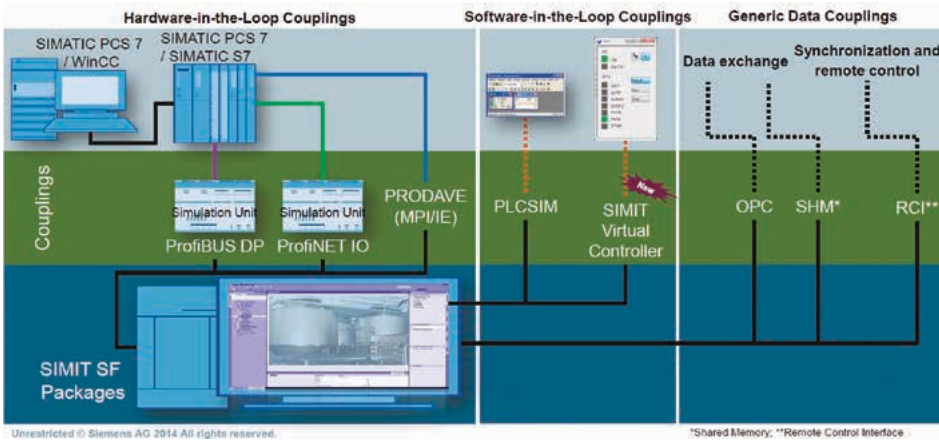 Hardware-in-the-Loop Couplings
Software-in-the-Loop Couplings
Generic Data Couplings
SIMATIC PCS 7
/ WinCC
SIMATIC PCS 7
/ SIMATIC S7
Data exchange
Synchronization and
remote control
Couplings
Simulation Unit
ProfiBUS DP
Simulation Unit
ProfiNET IO
PRODAVE
(MPI/IE)
PLCSIM
New
SIMIT
Virtual
Controller
OPC
SHM*
RCI**
SIMIT SF
Packages
Unrestricted © Siemens AG 2014 All rights reserved.
*Shared Memory; **Remote Control Interface